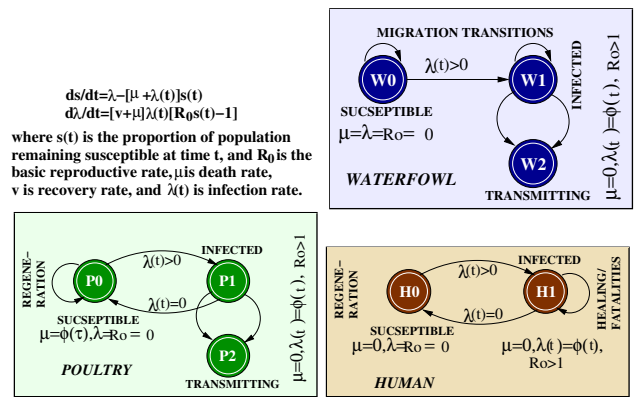 ds/dt=λ−[μ +λ(t)]s(t)
dλ/dt=[v+μ]λ(t)[R₀s(t)−1]
where s(t) is the proportion of population
remaining susceptible at time t, and R₀ is the
basic reproductive rate, μ is death rate,
v is recovery rate, and λ(t) is infection rate.
MIGRATION TRANSITIONS
λ(t)>0
W0
W1
INFECTED
SUCSEPTIBLE
μ=λ=Ro= 0
W2
WATERFOWL
TRANSMITTING
μ=0,λ(t )=φ(t), Ro>1
INFECTED
REGENE−
RATION
λ(t)>0
P0
P1
λ(t)=0
SUCSEPTIBLE
μ=φ(τ),λ=Ro= 0
P2
POULTRY
TRANSMITTING
μ=0,λ(t )=φ(t), Ro>1
INFECTED
REGENE−
RATION
λ(t)>0
H0
H1
λ(t)=0
HEALING/
FATALITIES
SUCSEPTIBLE
μ=0,λ=Ro= 0
μ=0,λ(t)=φ(t),
Ro>1
HUMAN